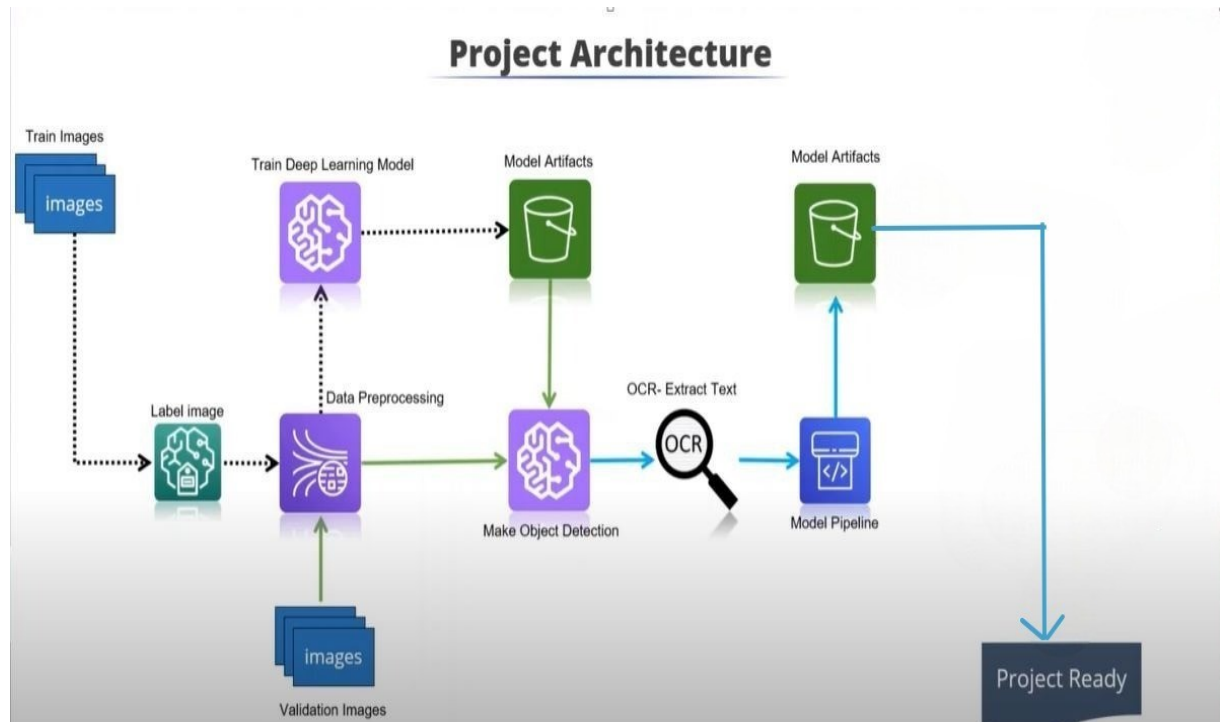 Project Architecture
Train Images
images
Train Deep Learning Model
Model Artifacts
Model Artifacts
Label image
Data Preprocessing
OCR- Extract Text
OCR
</>
Make Object Detection
Model Pipeline
images
Validation Images
Project Ready